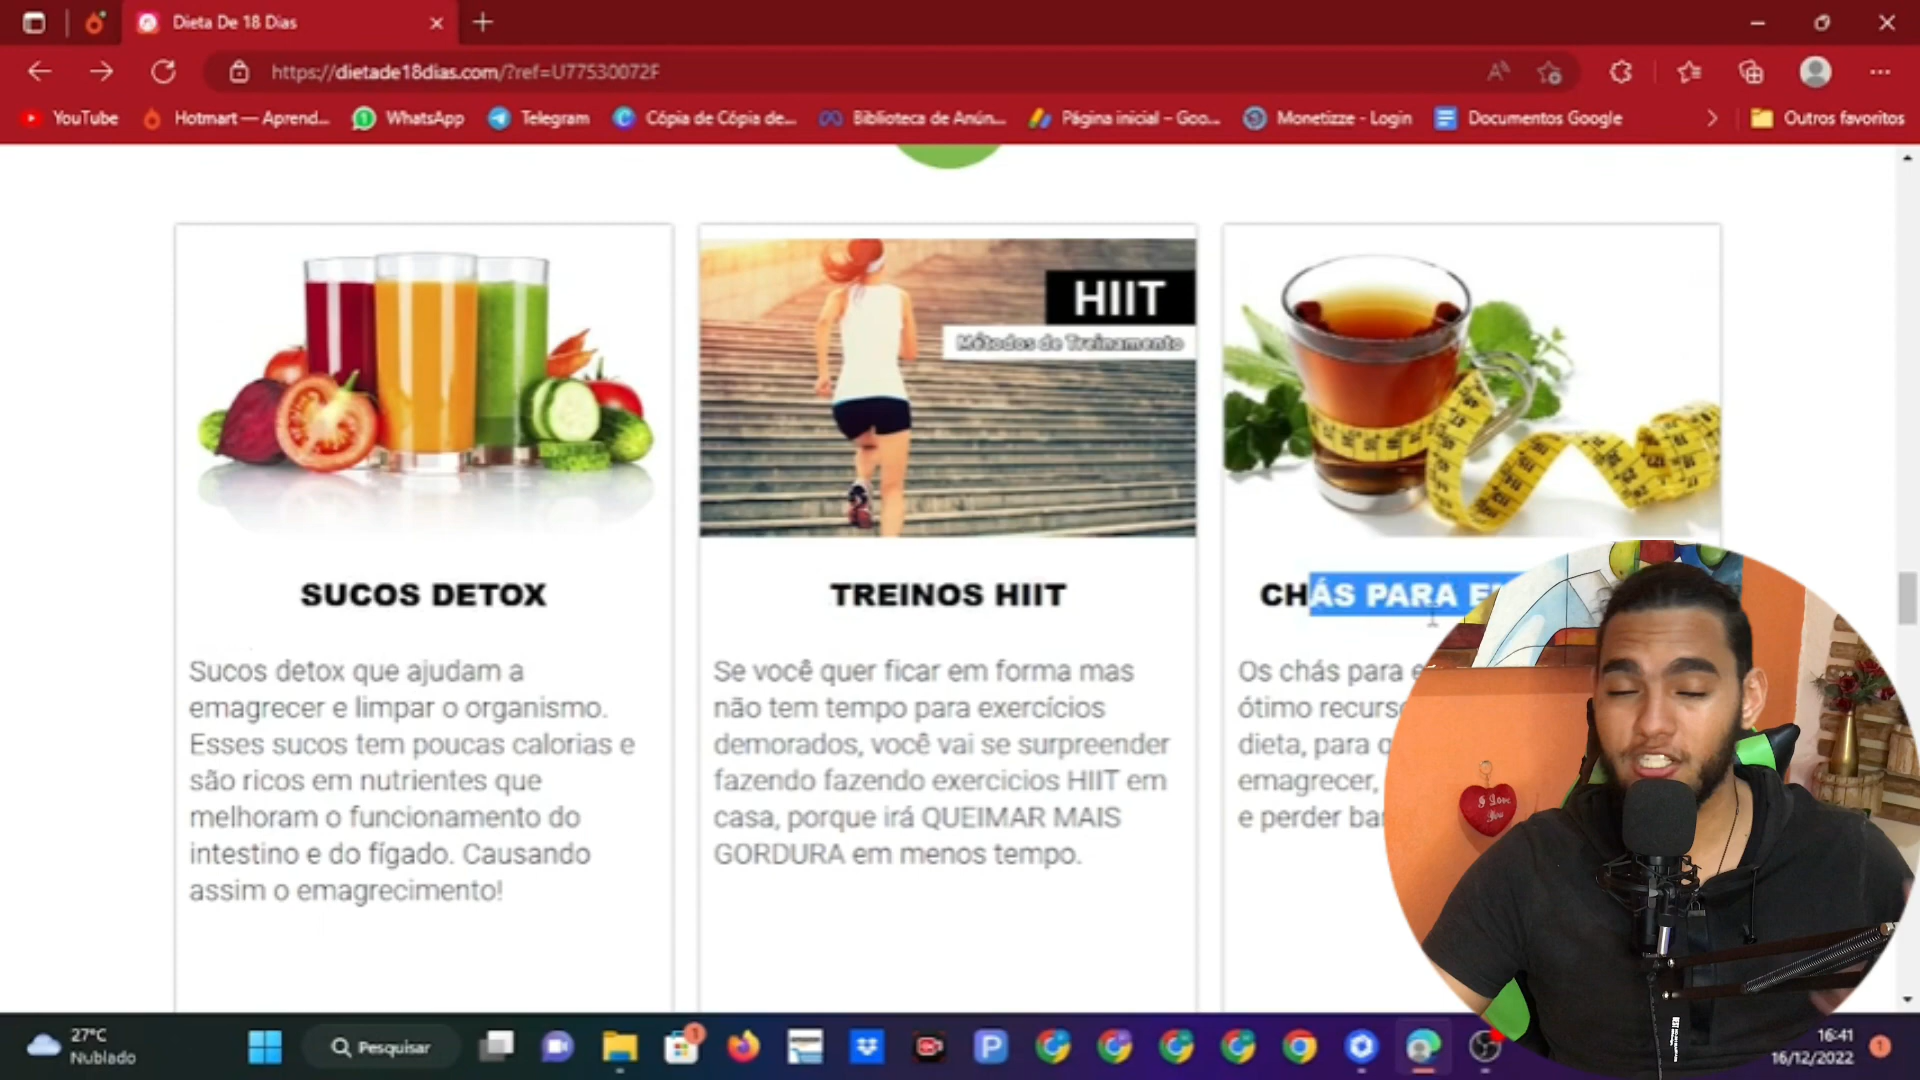 Dieta De 18 Dias
https://dietade18dias.com/?ref=U77530072F
YouTube
Hotmart — Aprend...
WhatsApp
Telegram
Cópia de Cópia de...
Biblioteca de Anún...
Página inicial – Goo...
Monetizze - Login
Documentos Google
Outros favoritos
HIIT
Métodos de Treinamento
SUCOS DETOX
Sucos detox que ajudam a
emagrecer e limpar o organismo.
Esses sucos tem poucas calorias e
são ricos em nutrientes que
melhoram o funcionamento do
intestino e do fígado. Causando
assim o emagrecimento!
TREINOS HIIT
Se você quer ficar em forma mas
não tem tempo para exercícios
demorados, você vai se surpreender
fazendo fazendo exercicios HIIT em
casa, porque irá QUEIMAR MAIS
GORDURA em menos tempo.
CHÁS PARA
Os chás para
ótimo
dieta, para
emagrecer,
e perder
I Love
You
27°C
Nublado
Pesquisar
1
16:41
16/12/2022
1